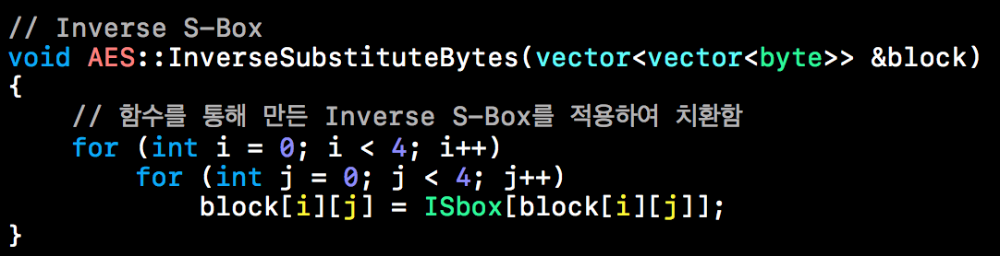 // Inverse S-Box
void AES::InverseSubstituteBytes(vector<vector<byte>> &block)
{
    // 함수를 통해 만든 Inverse S-Box를 적용하여 치환함
    for (int i = 0; i < 4; i++)
        for (int j = 0; j < 4; j++)
            block[i][j] = ISbox[block[i][j]];
}